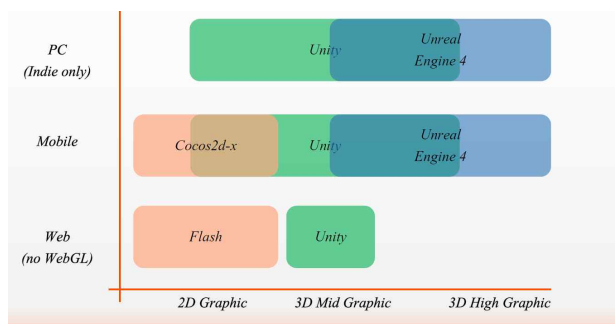 PC
(Indie only)
Unity
Unreal
Engine 4
Mobile
Cocos2d-x
Unity
Unreal
Engine 4
Web
(no WebGL)
Flash
Unity
2D Graphic
3D Mid Graphic
3D High Graphic